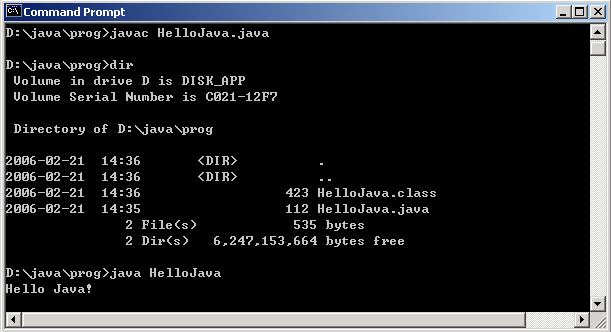 Command Prompt
D:\java\prog>javac HelloJava.java
D:\java\prog>dir
 Volume in drive D is DISK_APP
 Volume Serial Number is C021-12F7
 Directory of D:\java\prog
2006-02-21  14:36       <DIR>          .
2006-02-21  14:36       <DIR>          ..
2006-02-21  14:36                  423 HelloJava.class
2006-02-21  14:35                  112 HelloJava.java
               2 File(s)            535 bytes
               2 Dir(s)   6,247,153,664 bytes free
D:\java\prog>java HelloJava
Hello Java!